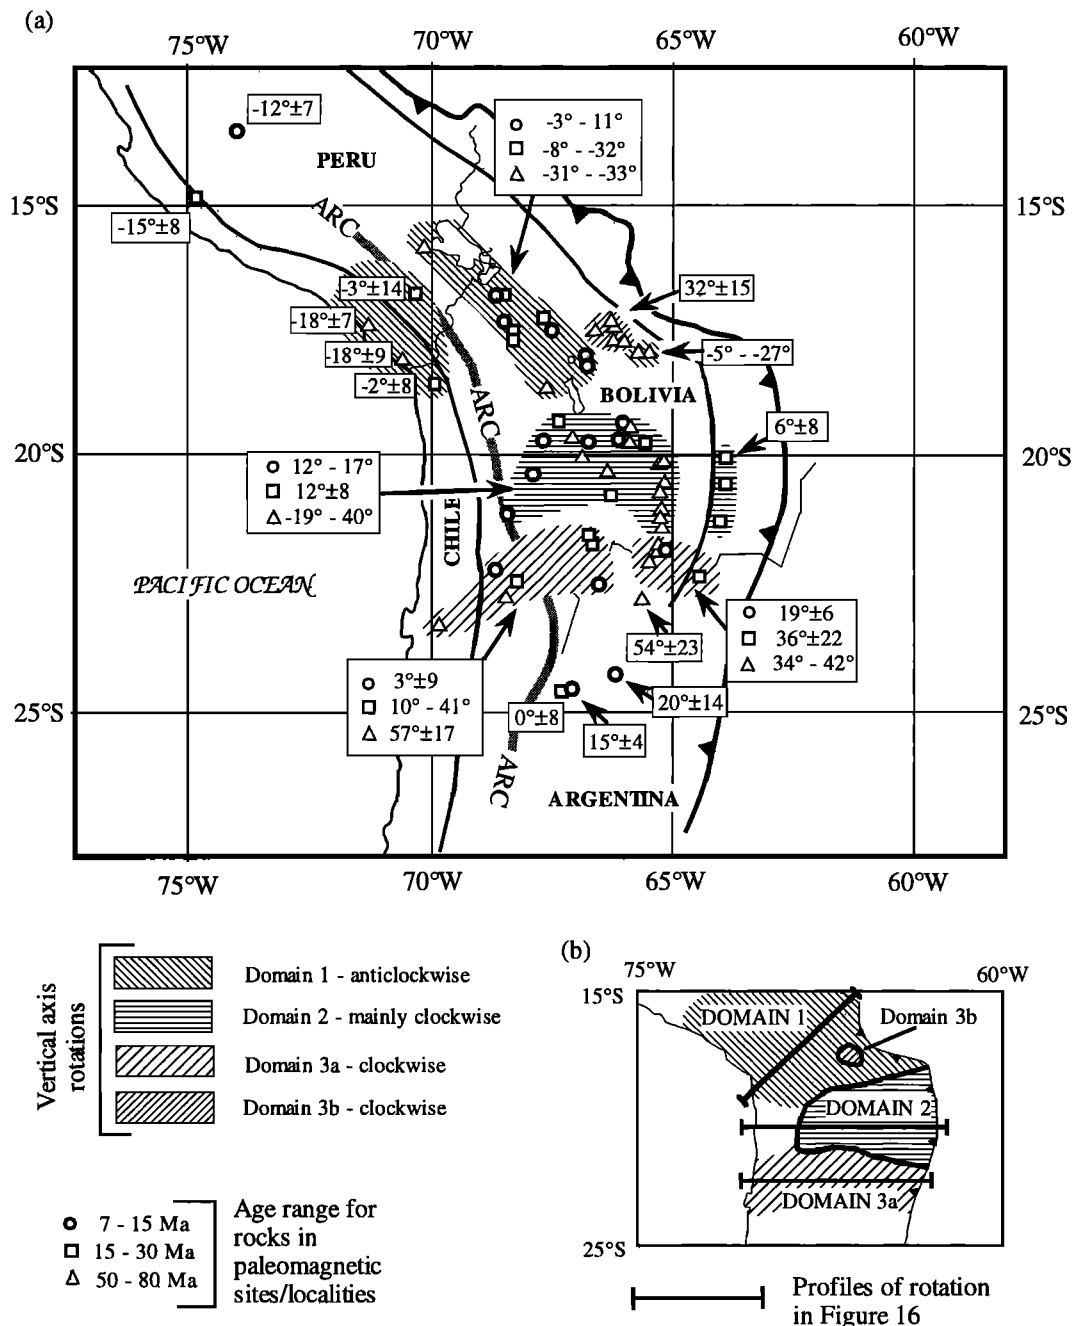 (a)
75°W 70°W 65°W 60°W
-12°±7
-3° - 11°
-8° - -32°
-31° - -33°
PERU
15°S 15°S
ARC
-15°±8
-3°±14
32°±15
-18°±7
-18°±9
-5° - -27°
-2°±8
BOLIVIA
ARC
6°±8
20°S 20°S
12° - 17°
12°±8
-19° - 40°
CHILE
PACIFIC OCEAN
19°±6
36°±22
34° - 42°
54°±23
3°±9
10° - 41°
57°±17
20°±14
0°±8
15°±4
25°S 25°S
ARC
ARGENTINA
75°W 70°W 65°W 60°W
Vertical axis
rotations
Domain 1 - anticlockwise
Domain 2 - mainly clockwise
Domain 3a - clockwise
Domain 3b - clockwise
7 - 15 Ma
15 - 30 Ma
50 - 80 Ma
Age range for
rocks in
paleomagnetic
sites/localities
(b)
75°W 60°W
15°S
DOMAIN 1
Domain 3b
DOMAIN 2
DOMAIN 3a
25°S
Profiles of rotation
in Figure 16